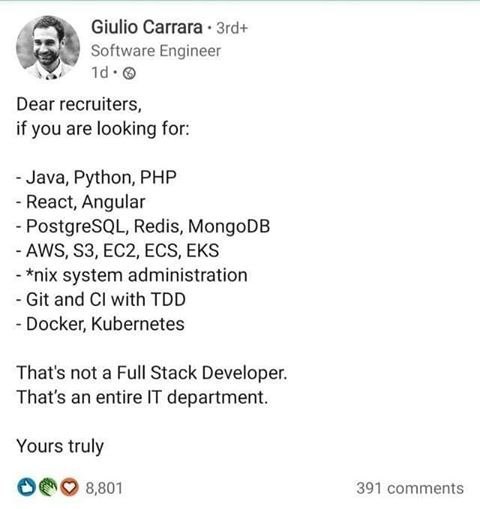 Giulio Carrara · 3rd+
Software Engineer
1d ·
Dear recruiters,
if you are looking for:
- Java, Python, PHP
- React, Angular
- PostgreSQL, Redis, MongoDB
- AWS, S3, EC2, ECS, EKS
- *nix system administration
- Git and CI with TDD
- Docker, Kubernetes
That's not a Full Stack Developer.
That's an entire IT department.
Yours truly
8,801
391 comments